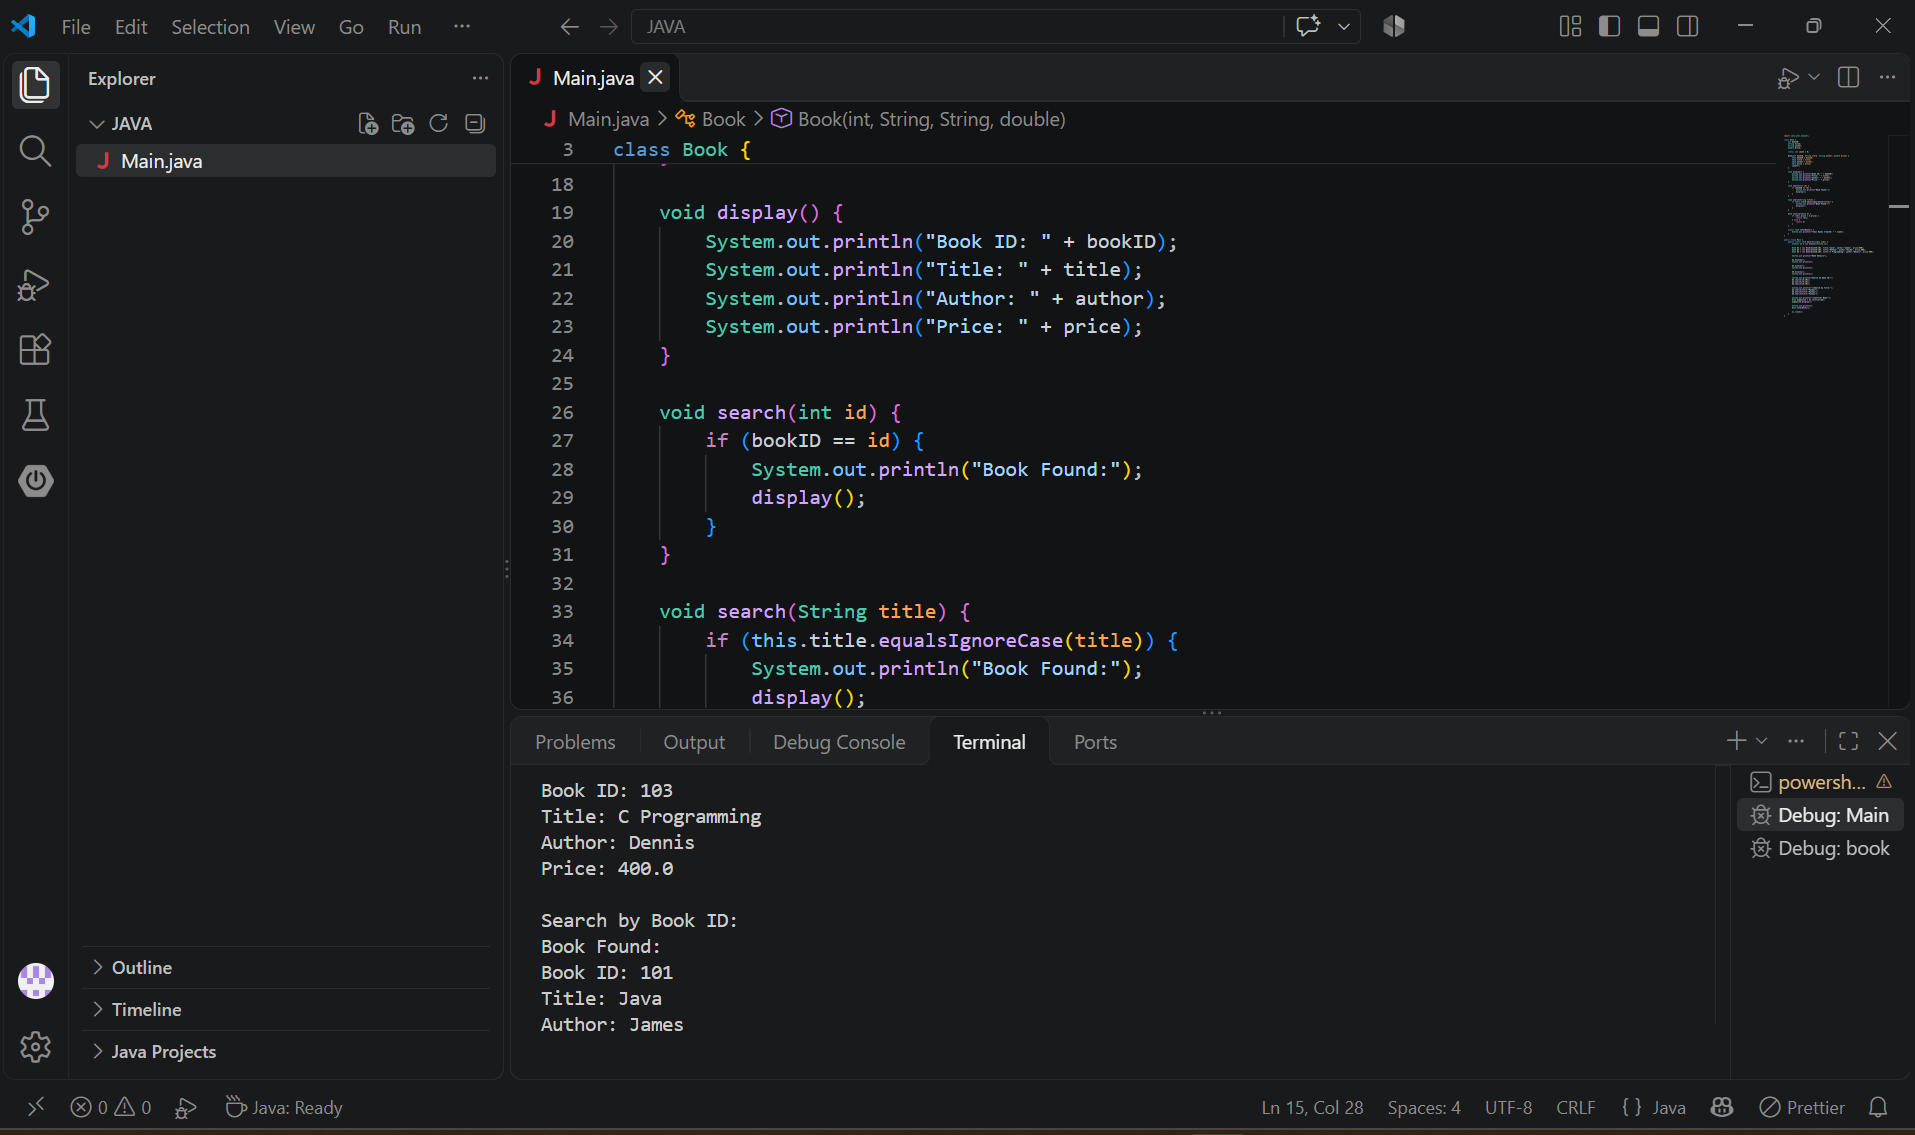 File Edit Selection View Go Run ···
JAVA
Explorer ···
JAVA
Main.java
Outline
Timeline
Java Projects
J Main.java
J Main.java > Book > Book(int, String, String, double)
3 class Book {
18
19 void display() {
20 System.out.println("Book ID: " + bookID);
21 System.out.println("Title: " + title);
22 System.out.println("Author: " + author);
23 System.out.println("Price: " + price);
24 }
25
26 void search(int id) {
27 if (bookID == id) {
28 System.out.println("Book Found:");
29 display();
30 }
31 }
32
33 void search(String title) {
34 if (this.title.equalsIgnoreCase(title)) {
35 System.out.println("Book Found:");
36 display();
Problems Output Debug Console Terminal Ports
Book ID: 103
Title: C Programming
Author: Dennis
Price: 400.0
Search by Book ID:
Book Found:
Book ID: 101
Title: Java
Author: James
powersh...
Debug: Main
Debug: book
0 0 Java: Ready Ln 15, Col 28 Spaces: 4 UTF-8 CRLF { } Java Prettier